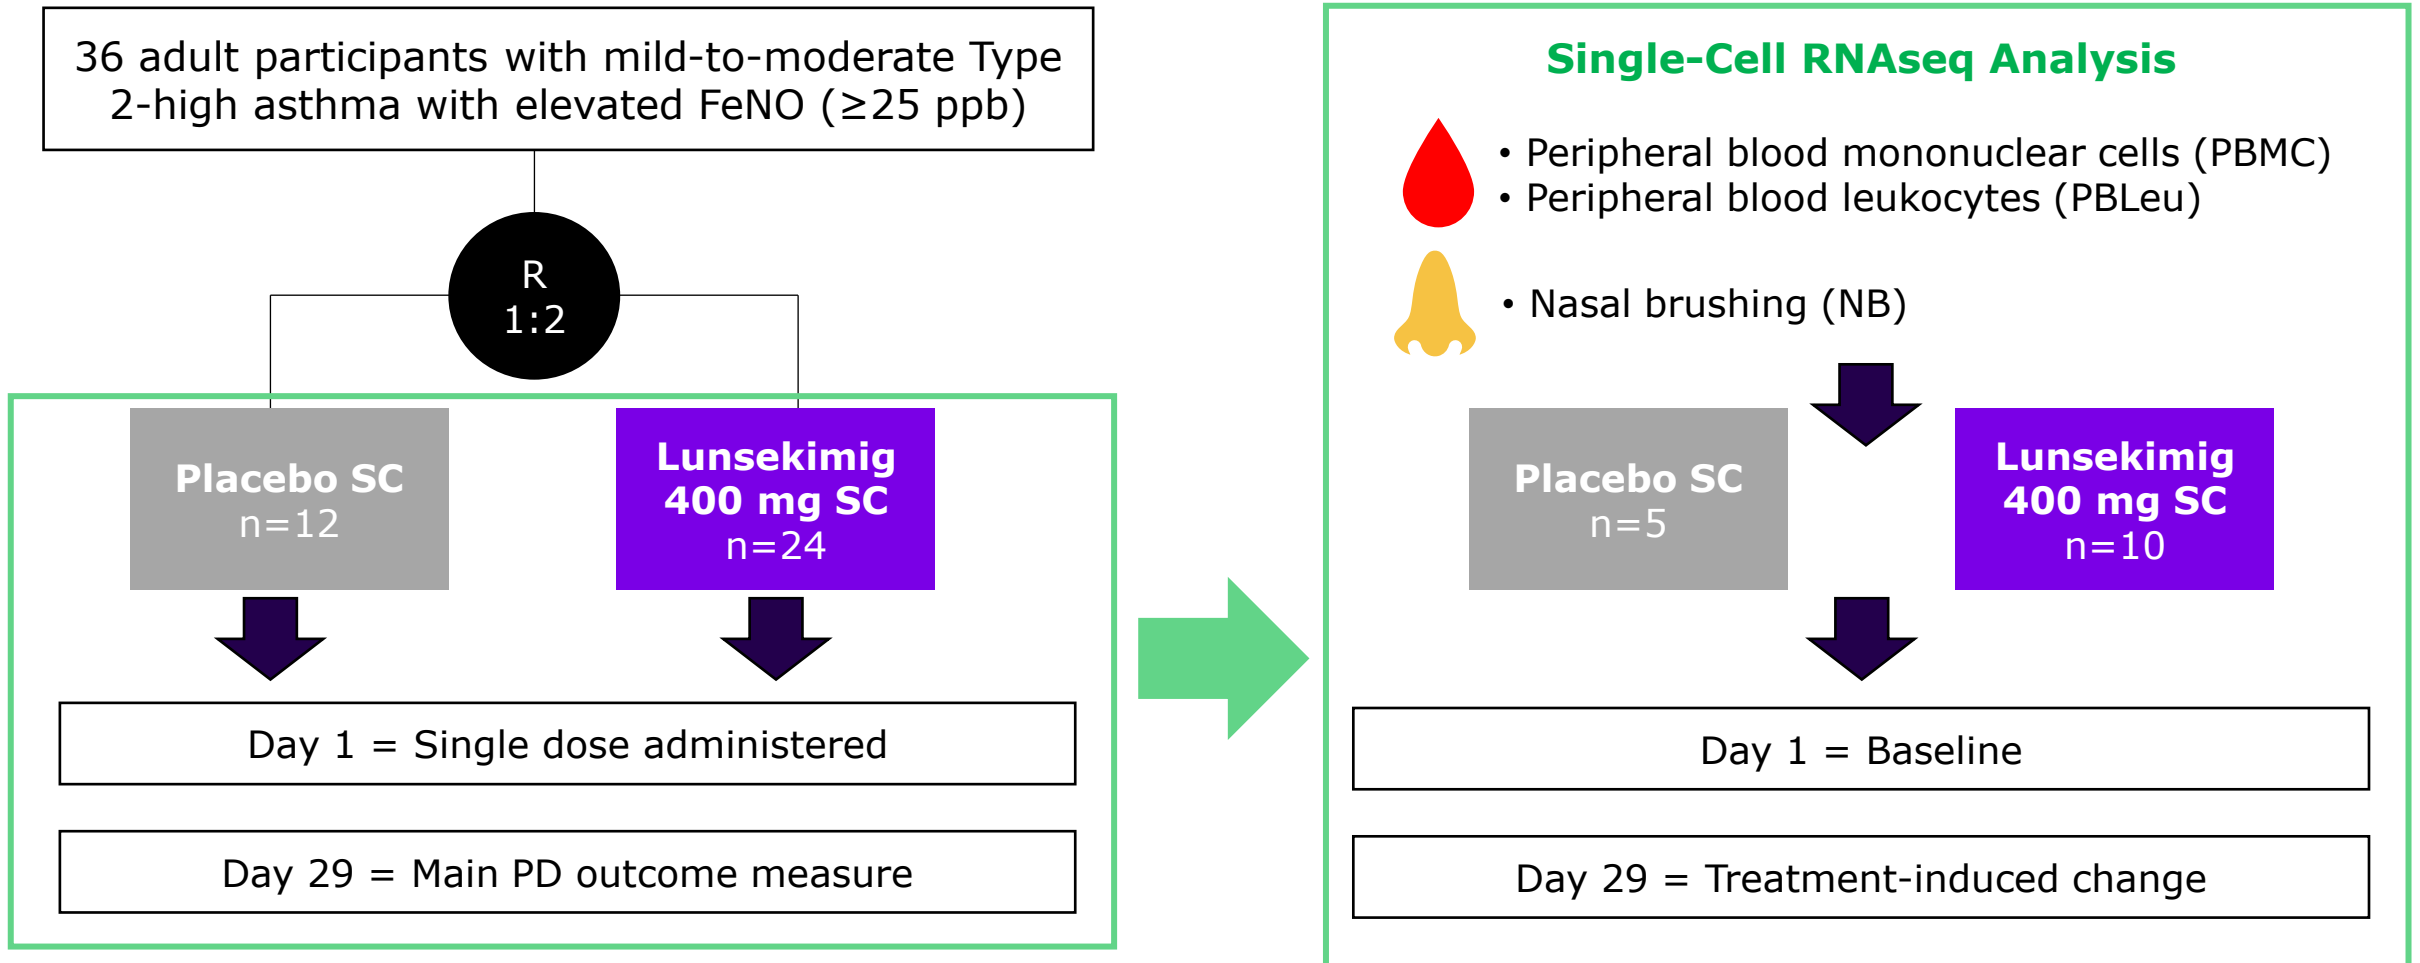 36 adult participants with mild-to-moderate Type
2-high asthma with elevated FeNO (≥25 ppb)
R
1:2
Placebo SC
n=12
Lunsekimig
400 mg SC
n=24
Day 1 = Single dose administered
Day 29 = Main PD outcome measure
Single-Cell RNAseq Analysis
• Peripheral blood mononuclear cells (PBMC)
• Peripheral blood leukocytes (PBLeu)
• Nasal brushing (NB)
Placebo SC
n=5
Lunsekimig
400 mg SC
n=10
Day 1 = Baseline
Day 29 = Treatment-induced change